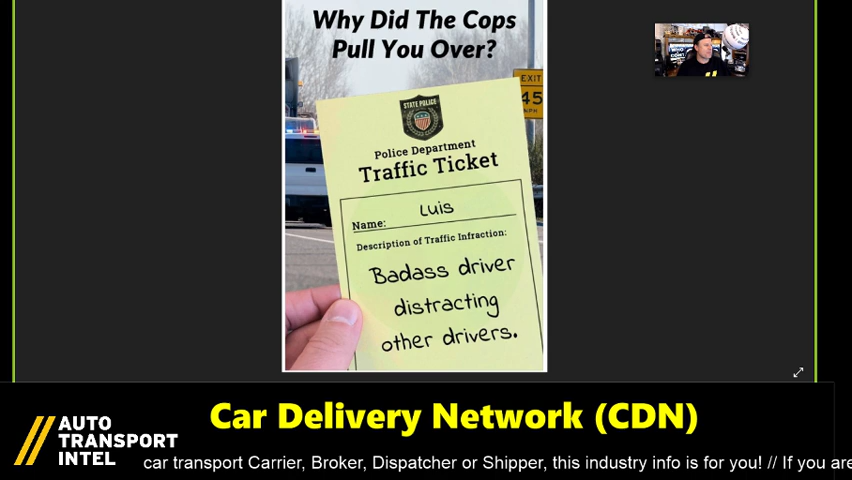 Why Did The Cops
Pull You Over?
EXIT
45
STATE POLICE
Police Department
Traffic Ticket
Name: Luis
Description of Traffic Infraction:
Badass driver
distracting
other drivers.
AUTO
TRANSPORT
INTEL
Car Delivery Network (CDN)
car transport Carrier, Broker, Dispatcher or Shipper, this industry info is for you! // If you are